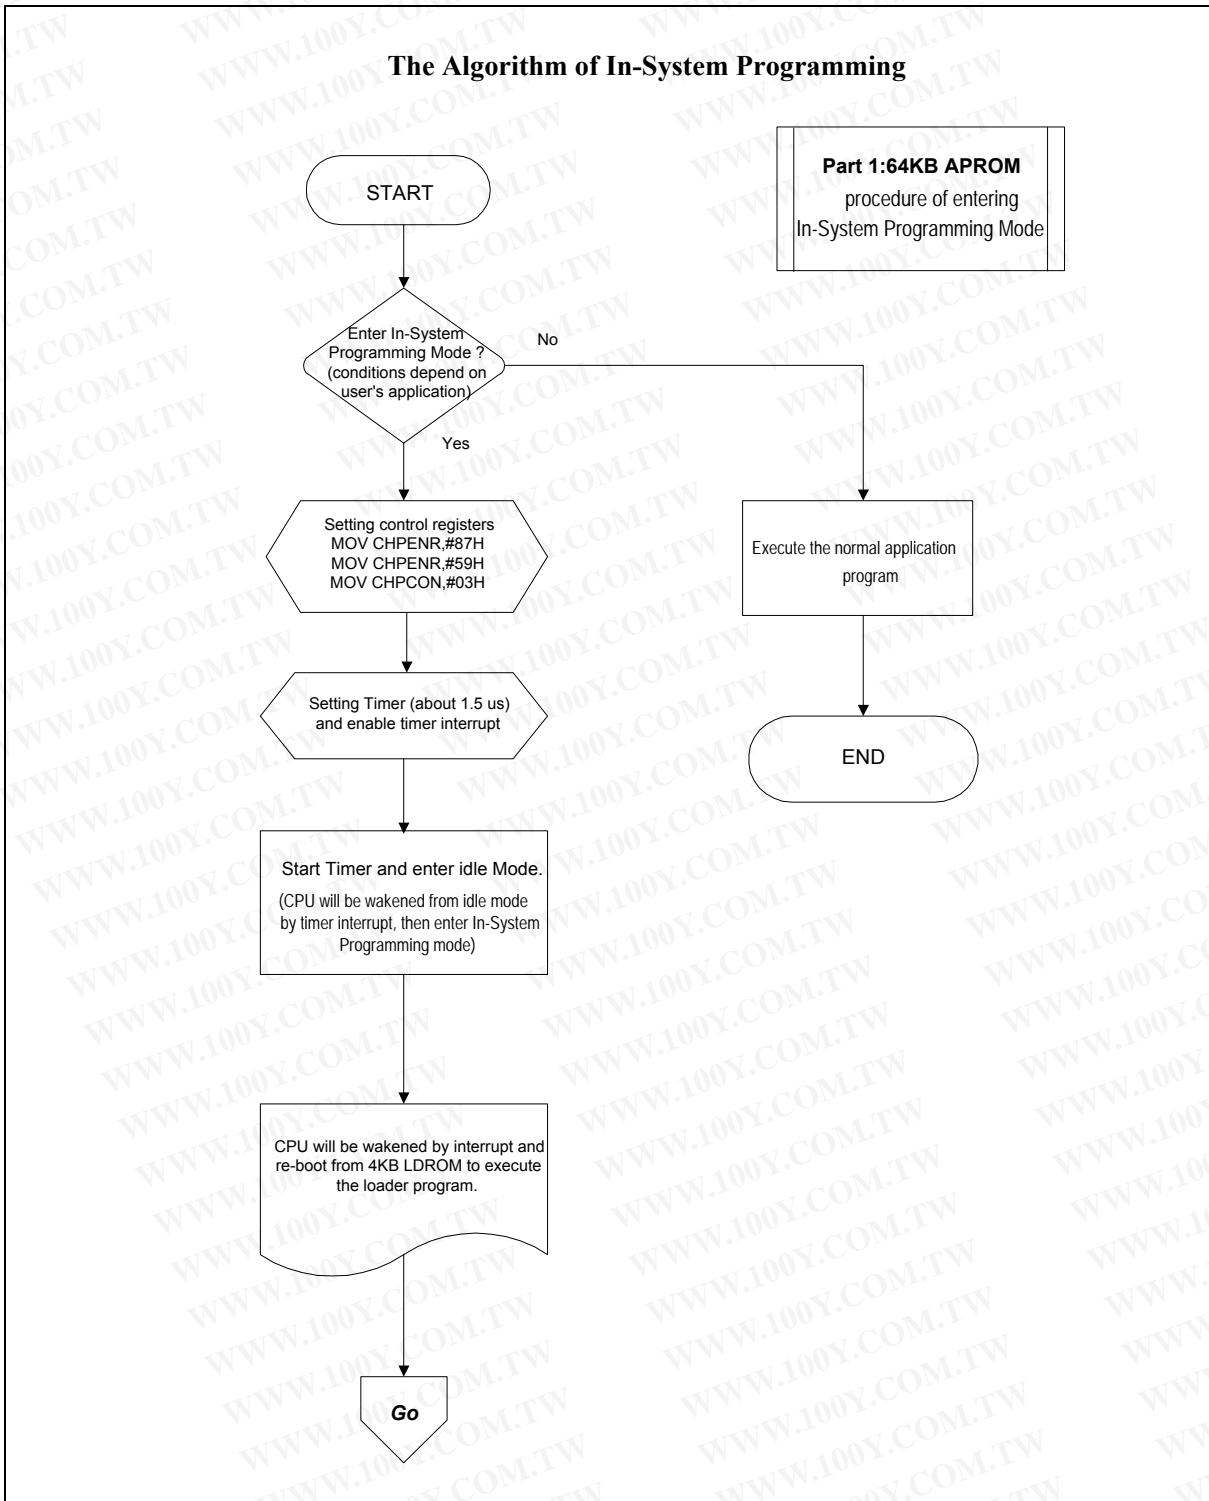 The Algorithm of In-System Programming
Part 1:64KB APROM
procedure of entering
In-System Programming Mode
START
Enter In-System
Programming Mode ?
(conditions depend on
user's application)
No
Yes
Setting control registers
MOV CHPENR,#87H
MOV CHPENR,#59H
MOV CHPCON,#03H
Execute the normal application
program
Setting Timer (about 1.5 us)
and enable timer interrupt
END
Start Timer and enter idle Mode.
(CPU will be wakened from idle mode
by timer interrupt, then enter In-System
Programming mode)
CPU will be wakened by interrupt and
re-boot from 4KB LDROM to execute
the loader program.
Go
WWW.100Y.COM.TW